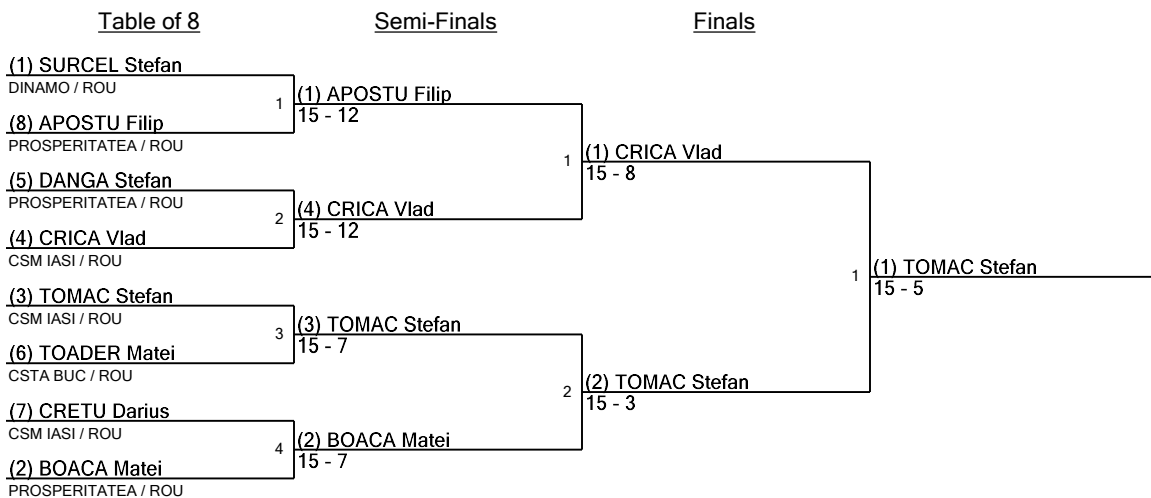 Table of 8
Semi-Finals
Finals
(1) SURCEL Stefan
DINAMO / ROU
1
(1) APOSTU Filip
15 - 12
(8) APOSTU Filip
PROSPERITATEA / ROU
1
(1) CRICA Vlad
15 - 8
(5) DANGA Stefan
PROSPERITATEA / ROU
2
(4) CRICA Vlad
15 - 12
(4) CRICA Vlad
CSM IASI / ROU
1
(1) TOMAC Stefan
15 - 5
(3) TOMAC Stefan
CSM IASI / ROU
3
(3) TOMAC Stefan
15 - 7
(6) TOADER Matei
CSTA BUC / ROU
2
(2) TOMAC Stefan
15 - 3
(7) CRETU Darius
CSM IASI / ROU
4
(2) BOACA Matei
15 - 7
(2) BOACA Matei
PROSPERITATEA / ROU